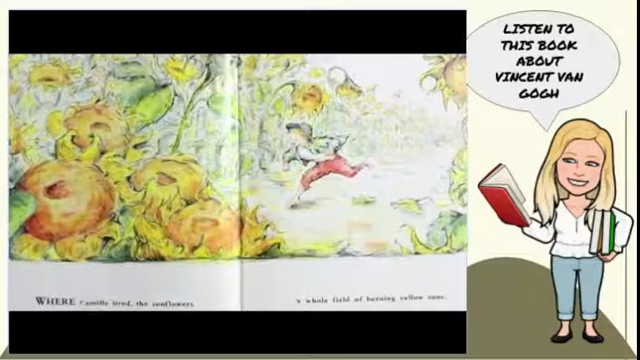 LISTEN TO
THIS BOOK
ABOUT
VINCENT VAN
GOGH
WHERE Camille lived, the sunflowers
a whole field of burning yellow suns.